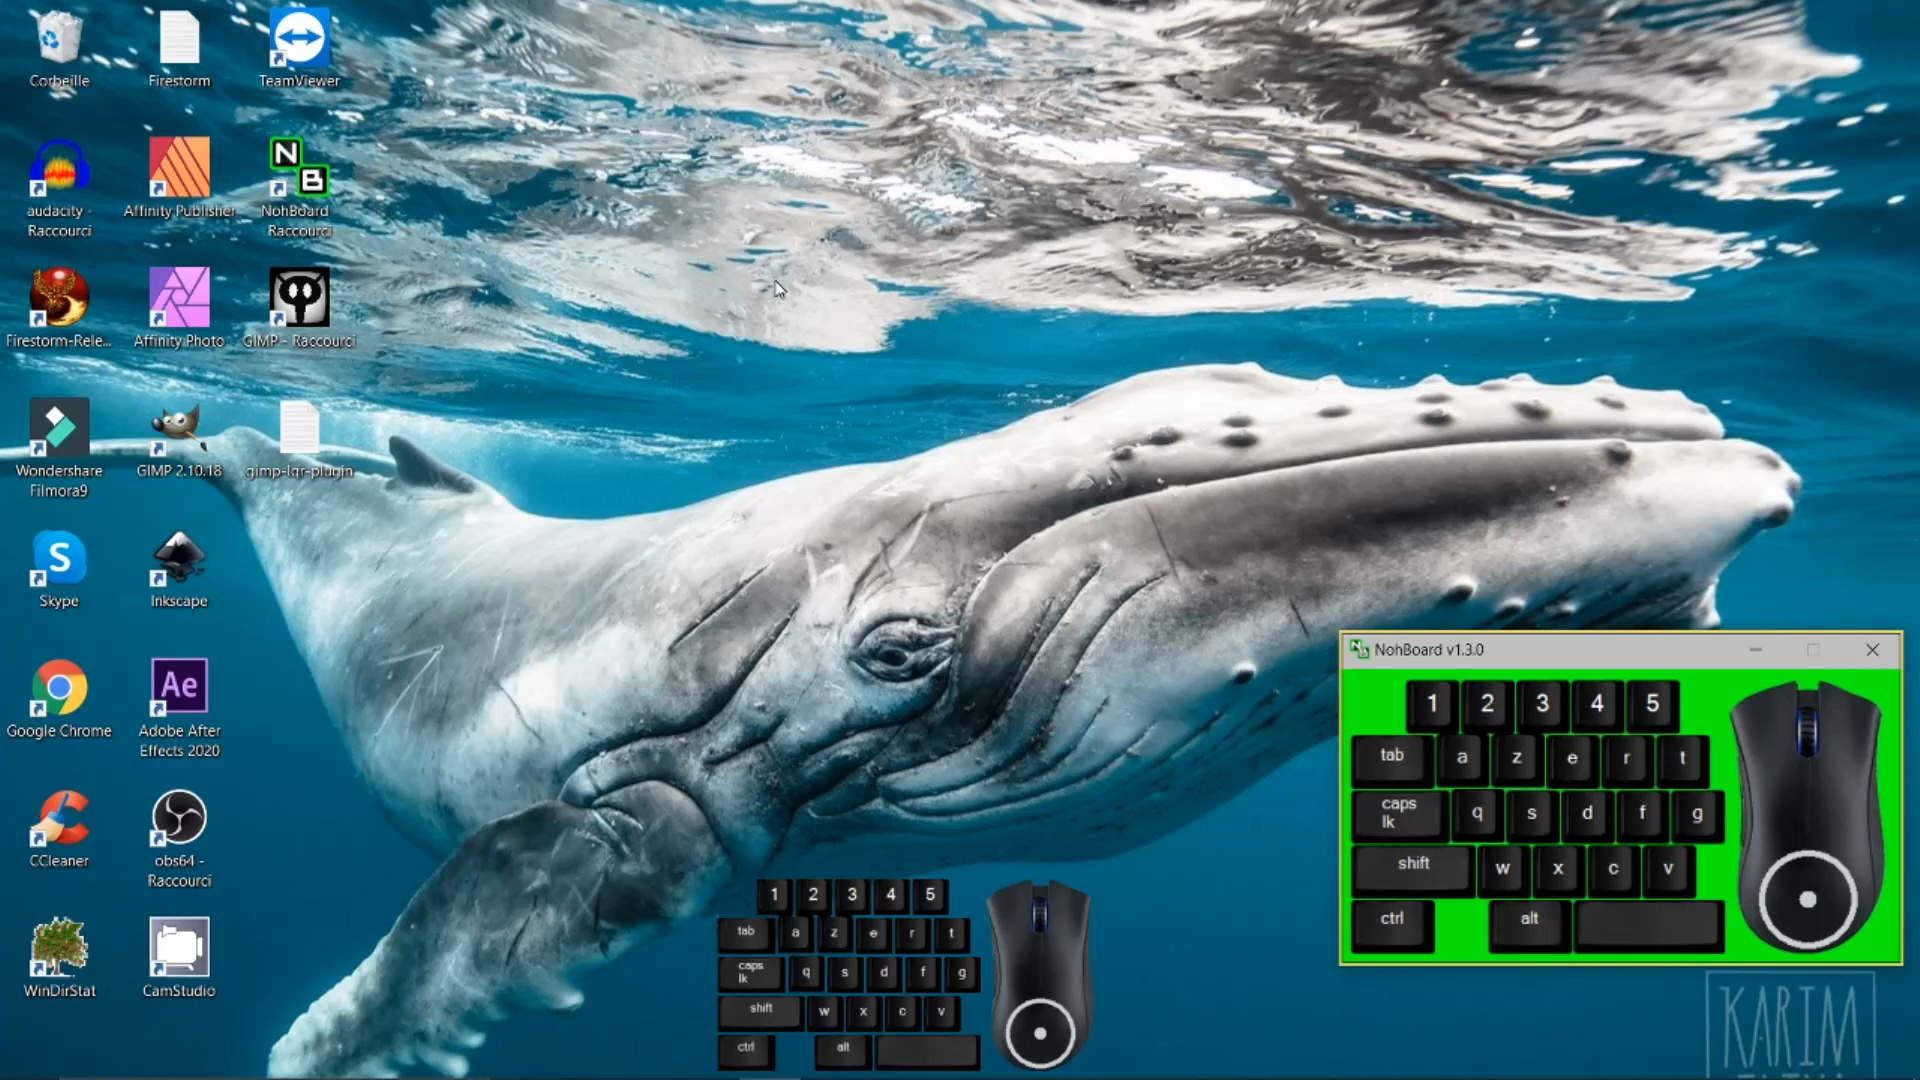 Corbeille
Firestorm
TeamViewer
audacity -
Raccourci
Affinity Publisher
N
B
NohBoard
Raccourci
Firestorm-Rele...
Affinity Photo
GIMP - Raccourci
Wondershare
Filmora9
GIMP 2.10.18
gimp-lqr-plugin
S
Skype
Inkscape
Google Chrome
Ae
Adobe After
Effects 2020
CCleaner
obs64 -
Raccourci
WinDirStat
CamStudio
1 2 3 4 5
tab a z e r t
caps
lk q s d f g
shift w x c v
ctrl alt
NohBoard v1.3.0
1 2 3 4 5
tab a z e r t
caps
lk q s d f g
shift w x c v
ctrl alt
KARIM